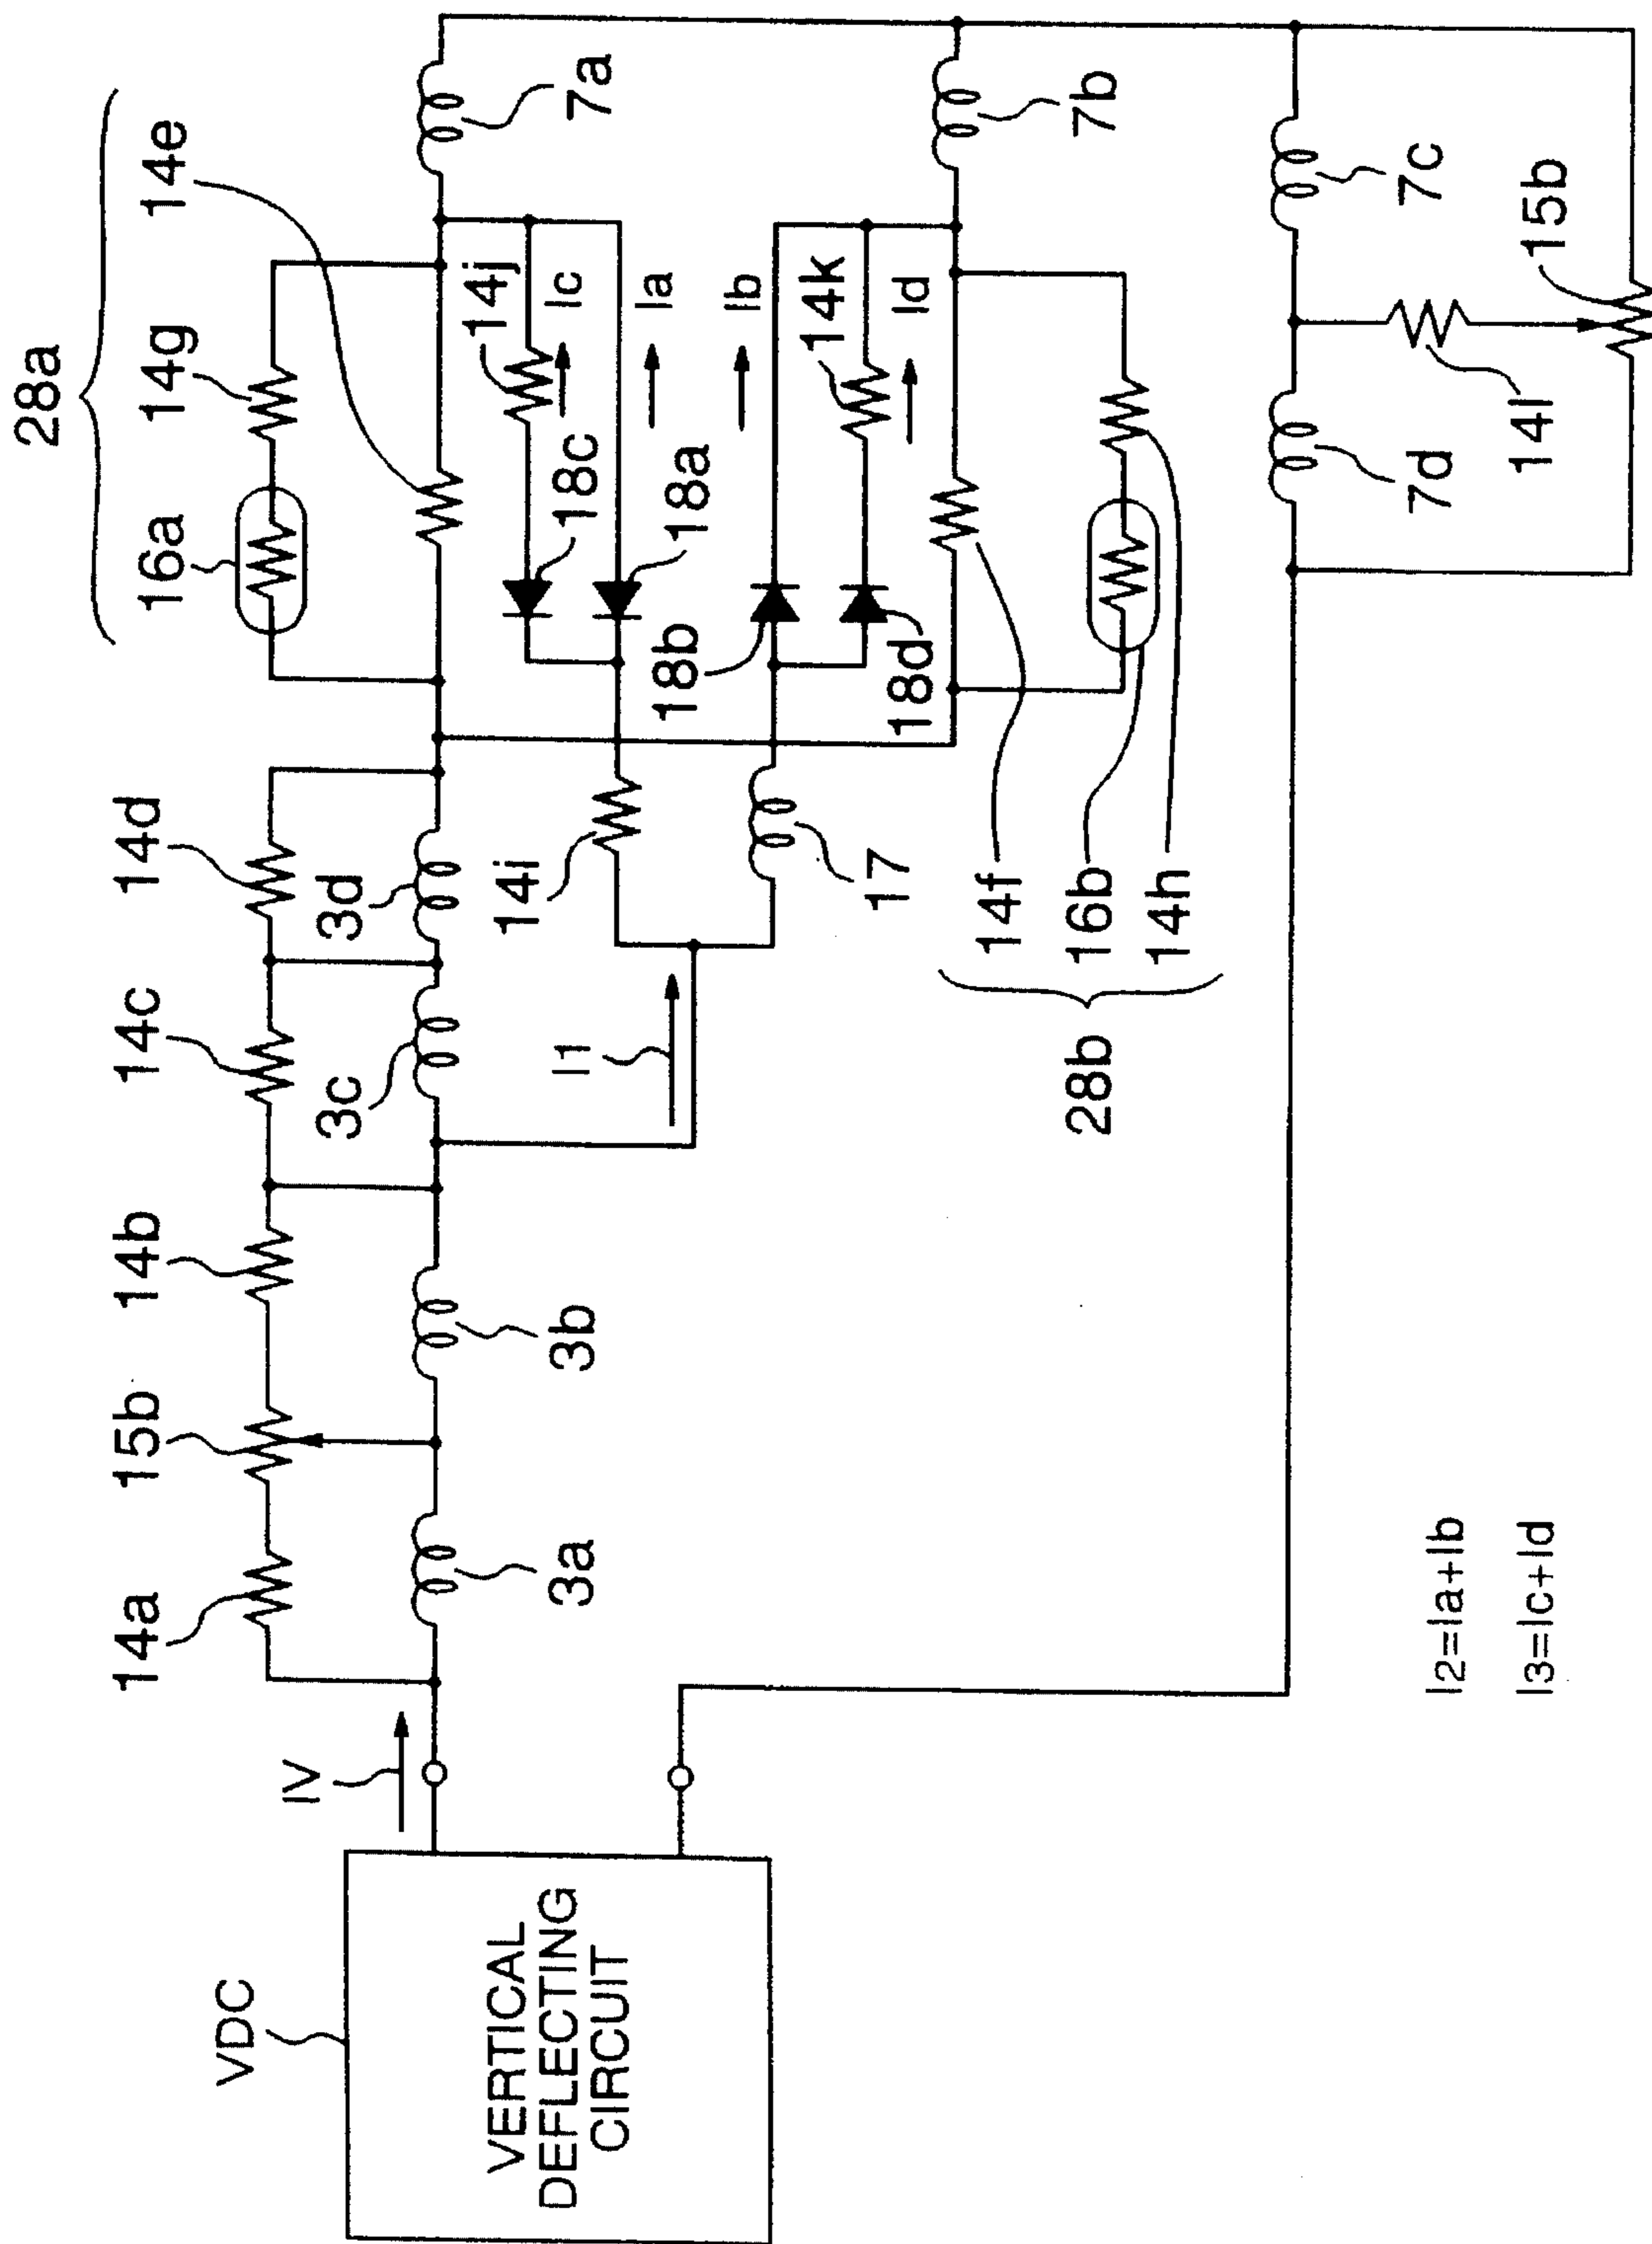 28a
14e
14g
16a
7a
14j
Ic
18c
Ia
18a
Ib
18b
14k
Id
18d
7b
7c
15b
7d
14l
14d
3d
14c
3c
14i
17
14f
16b
14h
28b
I1
14b
3b
15b
14a
3a
IV
VDC
VERTICAL
DEFLECTING
CIRCUIT
I2=Ia+Ib
I3=Ic+Id